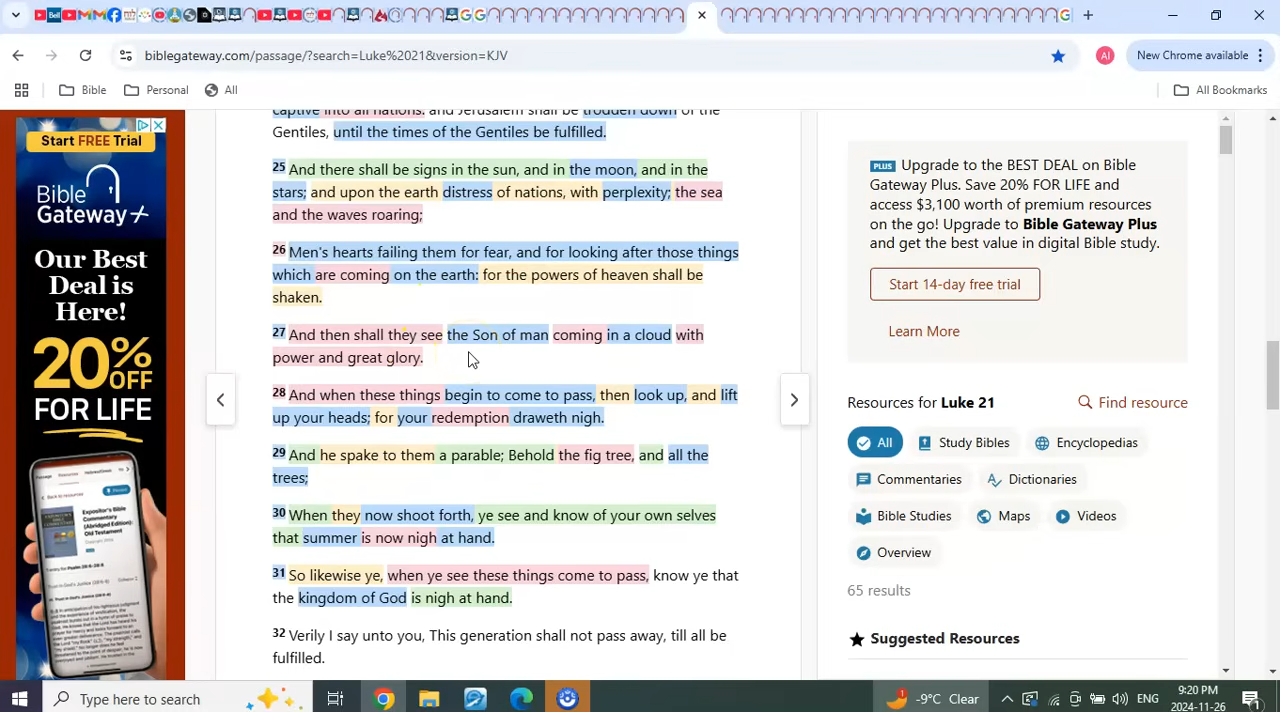 Bell
biblegateway.com/passage/?search=Luke%2021&version=KJV
AI
New Chrome available
Bible
Personal
All
All Bookmarks
Start FREE Trial
Bible
Gateway+
Our Best
Deal is
Here!
20%
OFF
FOR LIFE
captive into all nations: and Jerusalem shall be trodden down of the
Gentiles, until the times of the Gentiles be fulfilled.
25 And there shall be signs in the sun, and in the moon, and in the
stars; and upon the earth distress of nations, with perplexity; the sea
and the waves roaring;
26 Men's hearts failing them for fear, and for looking after those things
which are coming on the earth: for the powers of heaven shall be
shaken.
27 And then shall they see the Son of man coming in a cloud with
power and great glory.
28 And when these things begin to come to pass, then look up, and lift
up your heads; for your redemption draweth nigh.
29 And he spake to them a parable; Behold the fig tree, and all the
trees;
30 When they now shoot forth, ye se and know of your own selves
that summer is now nigh at hand.
31 So likewise ye, when ye see these things come to pass, know ye that
the kingdom of God is nigh at hand.
32 Verily I say unto you, This generation shall not pass away, till all be
fulfilled.
PLUS Upgrade to the BEST DEAL on Bible
Gateway Plus. Save 20% FOR LIFE and
access $3,100 worth of premium resources
on the go! Upgrade to Bible Gateway Plus
and get the best value in digital Bible study.
Start 14-day free trial
Learn More
Resources for Luke 21
Find resource
All
Study Bibles
Encyclopedias
Commentaries
Dictionaries
Bible Studies
Maps
Videos
Overview
65 results
Suggested Resources
Type here to search
-9°C Clear
ENG
9:20 PM
2024-11-26